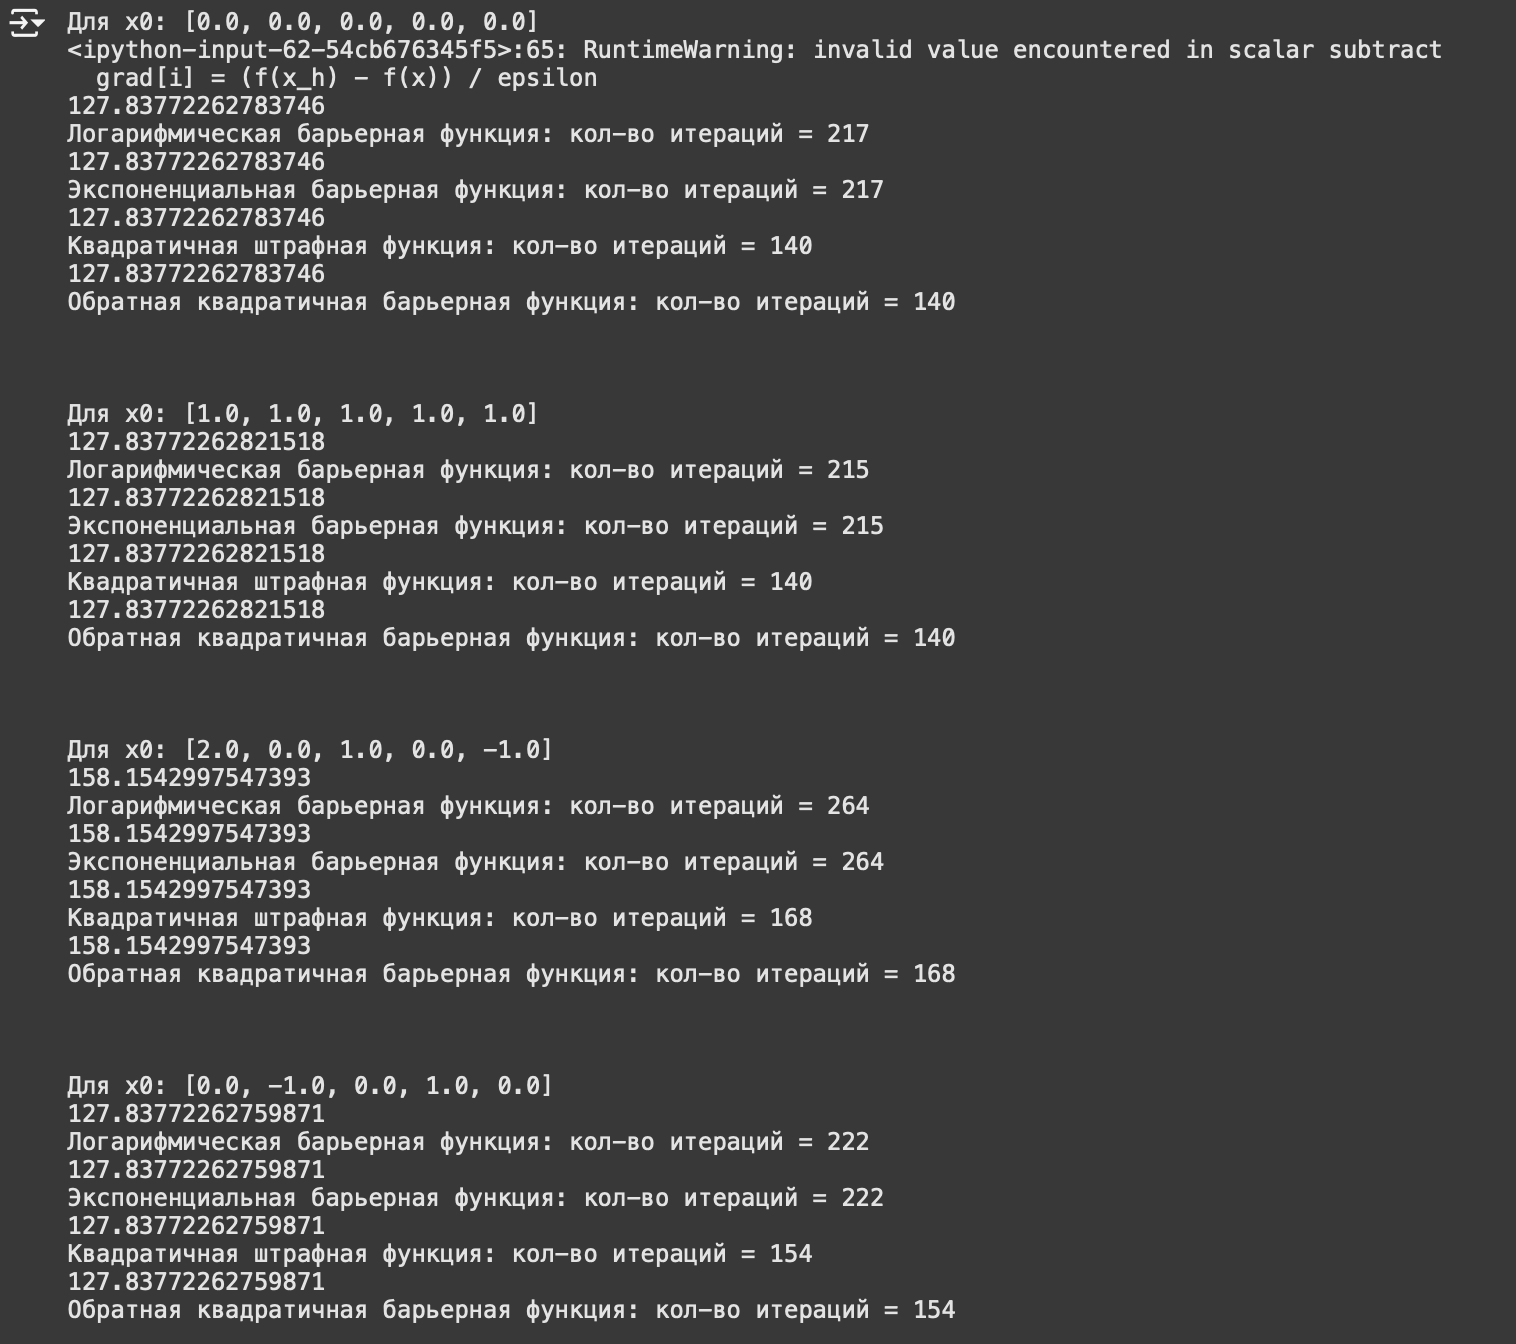 Для x0: [0.0, 0.0, 0.0, 0.0, 0.0]
<ipython-input-62-54cb676345f5>:65: RuntimeWarning: invalid value encountered in scalar subtract
  grad[i] = (f(x_h) - f(x)) / epsilon
127.83772262783746
Логарифмическая барьерная функция: кол-во итераций = 217
127.83772262783746
Экспоненциальная барьерная функция: кол-во итераций = 217
127.83772262783746
Квадратичная штрафная функция: кол-во итераций = 140
127.83772262783746
Обратная квадратичная барьерная функция: кол-во итераций = 140
Для x0: [1.0, 1.0, 1.0, 1.0, 1.0]
127.83772262821518
Логарифмическая барьерная функция: кол-во итераций = 215
127.83772262821518
Экспоненциальная барьерная функция: кол-во итераций = 215
127.83772262821518
Квадратичная штрафная функция: кол-во итераций = 140
127.83772262821518
Обратная квадратичная барьерная функция: кол-во итераций = 140
Для x0: [2.0, 0.0, 1.0, 0.0, -1.0]
158.1542997547393
Логарифмическая барьерная функция: кол-во итераций = 264
158.1542997547393
Экспоненциальная барьерная функция: кол-во итераций = 264
158.1542997547393
Квадратичная штрафная функция: кол-во итераций = 168
158.1542997547393
Обратная квадратичная барьерная функция: кол-во итераций = 168
Для x0: [0.0, -1.0, 0.0, 1.0, 0.0]
127.83772262759871
Логарифмическая барьерная функция: кол-во итераций = 222
127.83772262759871
Экспоненциальная барьерная функция: кол-во итераций = 222
127.83772262759871
Квадратичная штрафная функция: кол-во итераций = 154
127.83772262759871
Обратная квадратичная барьерная функция: кол-во итераций = 154